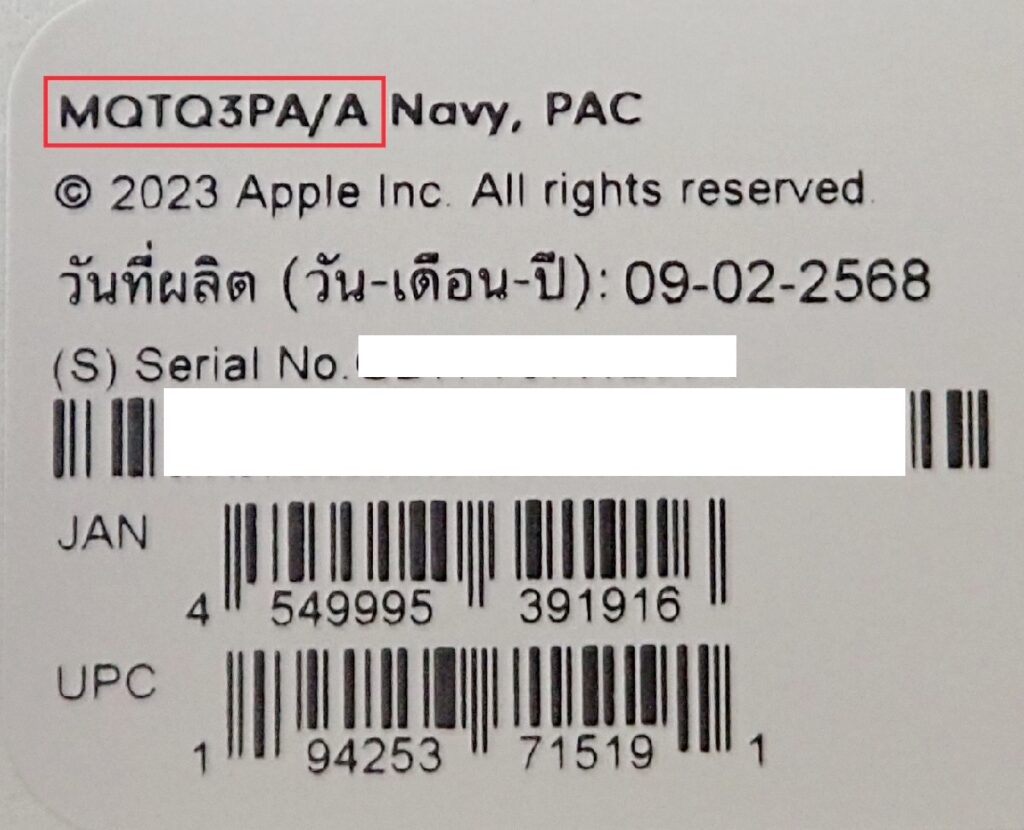 MQTQ3PA/A Navy, PAC
© 2023 Apple Inc. All rights reserved.
วันที่ผลิต (วัน-เดือน-ปี): 09-02-2568
(S) Serial No.
JAN
4 549995 391916
UPC
1 94253 71519 1